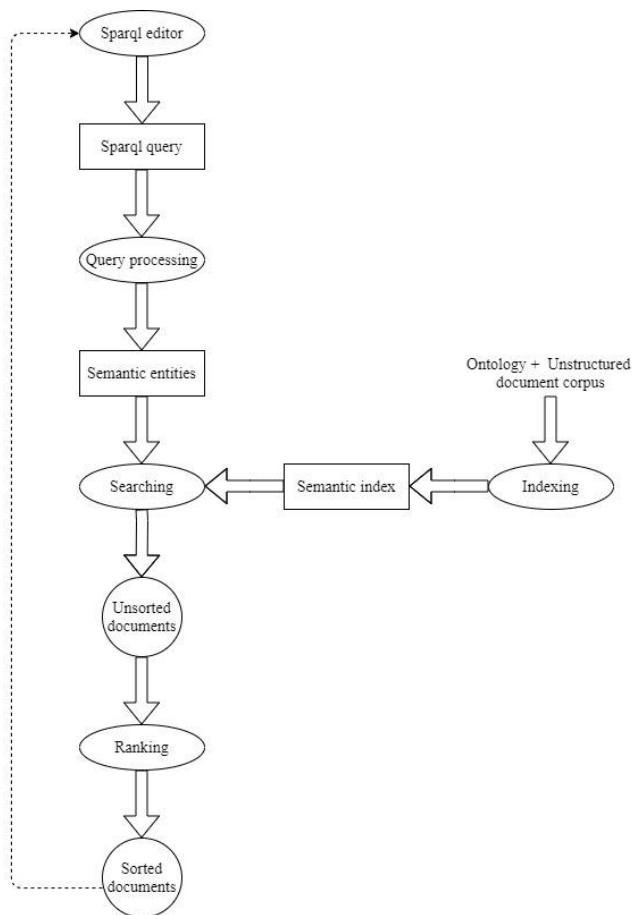 Sparql editor
Sparql query
Query processing
Semantic entities
Ontology + Unstructured
document corpus
Searching
Semantic index
Indexing
Unsorted
documents
Ranking
Sorted
documents